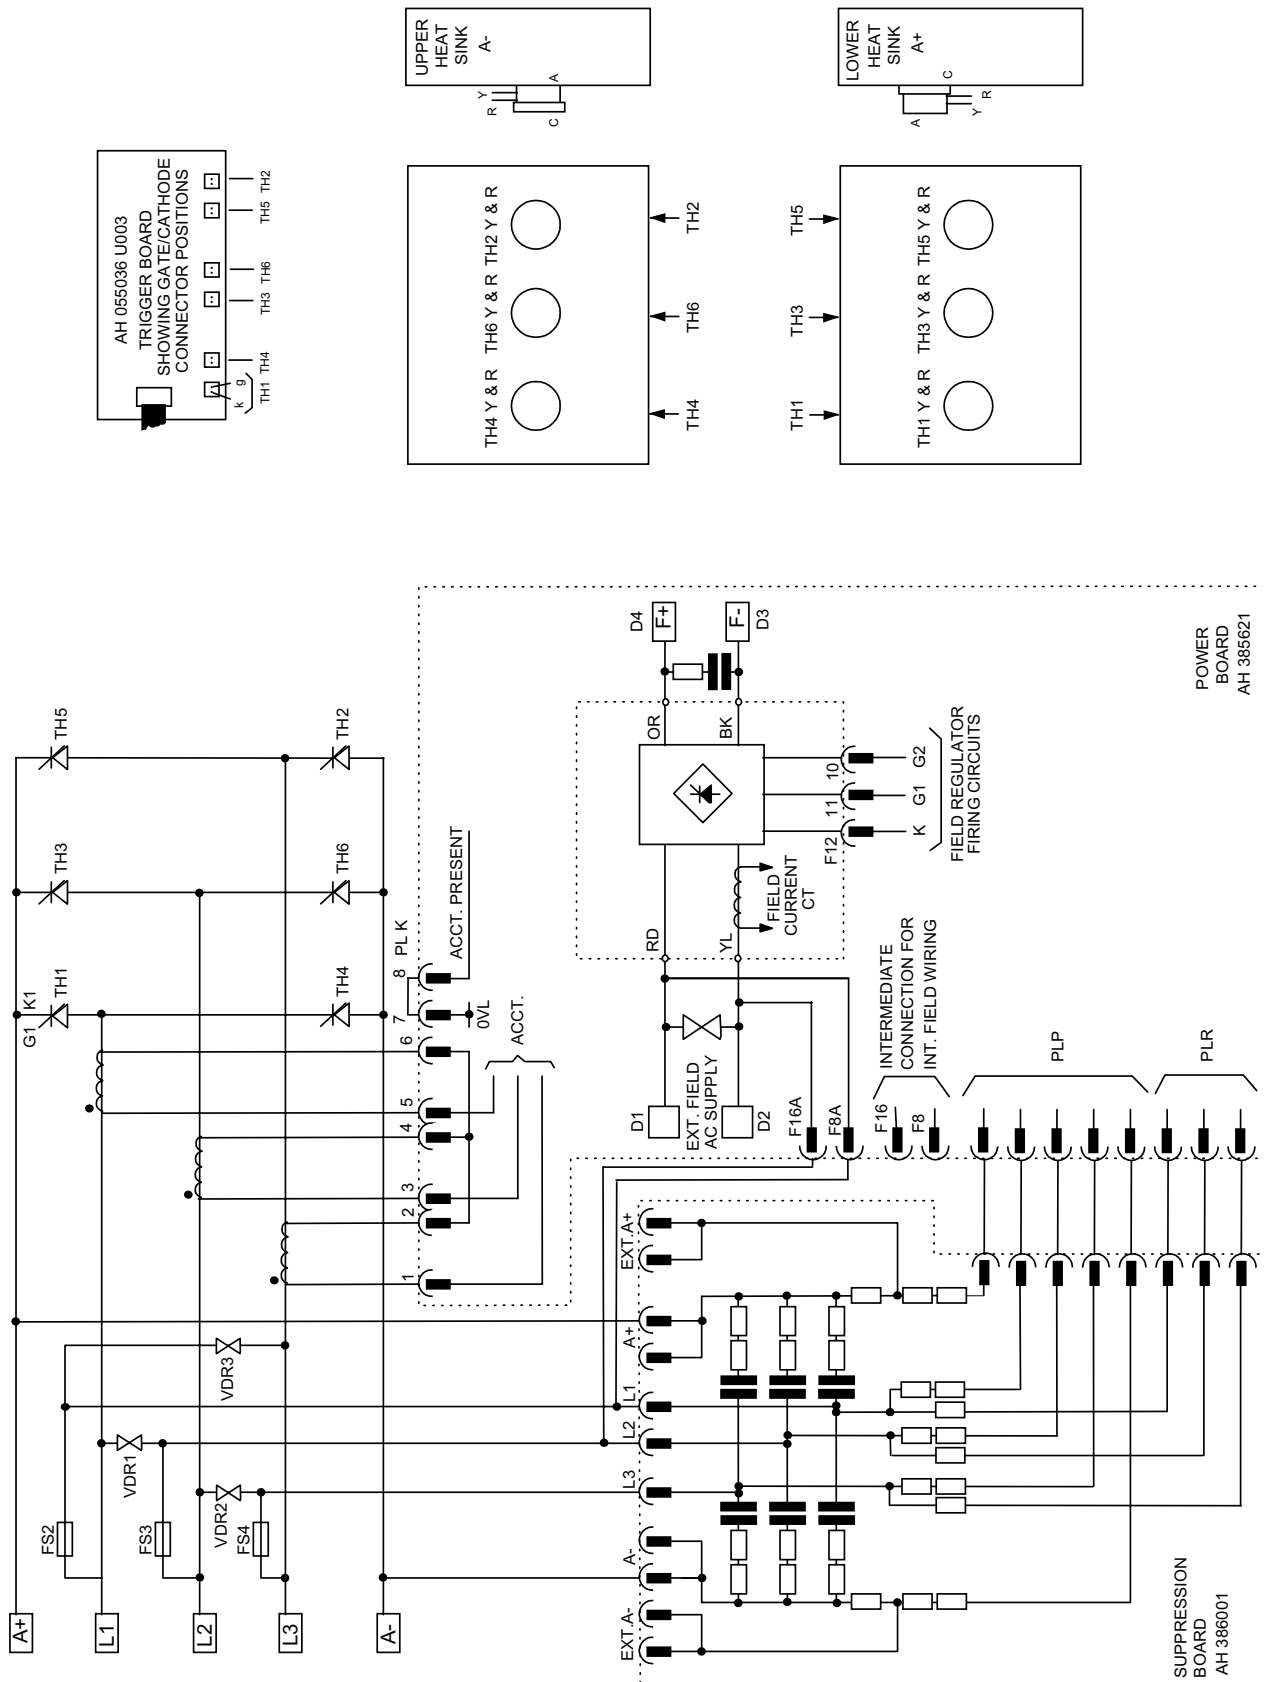 UPPER
HEAT
SINK
A-
Y
R
A
C
LOWER
HEAT
SINK
A+
C
A
R
Y
AH 055036 U003
TRIGGER BOARD
SHOWING GATE/CATHODE
CONNECTOR POSITIONS
k
g
TH1
TH4
TH3
TH6
TH5
TH2
TH4 Y & R
TH6 Y & R
TH2 Y & R
TH4
TH6
TH2
TH1
TH3
TH5
TH1 Y & R
TH3 Y & R
TH5 Y & R
A+
L1
L2
L3
A-
FS2
FS3
FS4
VDR1
VDR2
VDR3
G1
K1
TH1
TH3
TH5
TH4
TH6
TH2
1
2
3
4
5
6
7
8
PL K
ACCT. PRESENT
0VL
ACCT.
D1
EXT. FIELD
AC SUPPLY
D2
RD
YL
FIELD
CURRENT
CT
OR
BK
D4
F+
F-
D3
F12
11
10
K
G1
G2
FIELD REGULATOR
FIRING CIRCUITS
POWER
BOARD
AH 385621
F16A
F8A
F16
F8
INTERMEDIATE
CONNECTION FOR
INT. FIELD WIRING
PLP
PLR
EXT.A-
A-
L3
L2
L1
A+
EXT.A+
SUPPRESSION
BOARD
AH 386001